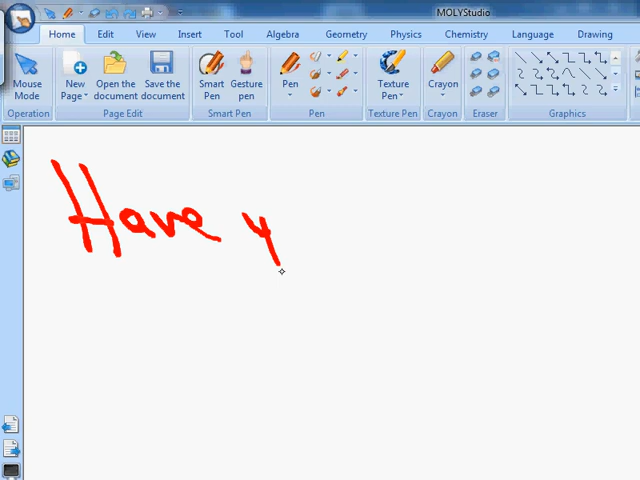 MOLYStudio
Home Edit View Insert Tool Algebra Geometry Physics Chemistry Language Drawing
Mouse Mode New Page Open the document Save the document Smart Pen Gesture pen Pen Texture Pen Crayon
Operation Page Edit Smart Pen Pen Texture Pen Crayon Eraser Graphics
Have y